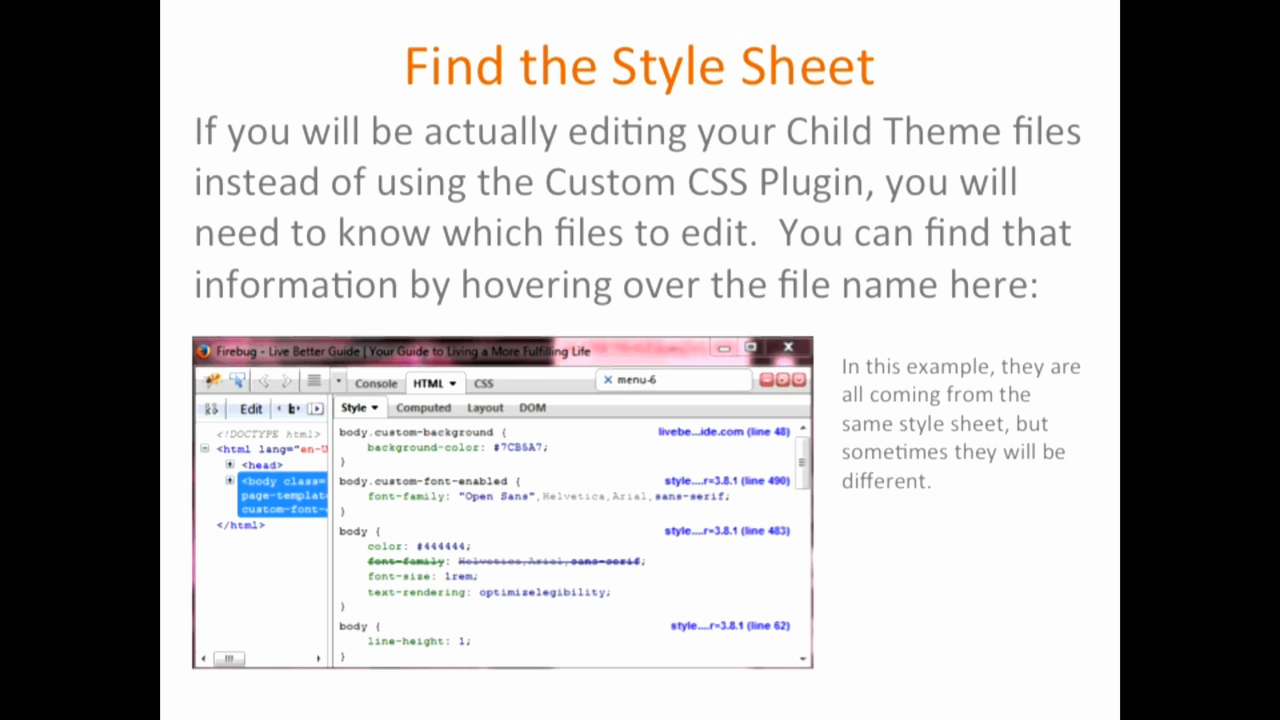 Find the Style Sheet
If you will be actually editing your Child Theme files
instead of using the Custom CSS Plugin, you will
need to know which files to edit.  You can find that
information by hovering over the file name here:
Firebug - Live Better Guide | Your Guide to Living a More Fulfilling Life
Console HTML CSS
menu-6
Edit
Style Computed Layout DOM
<!DOCTYPE html>
<html lang="en-U
<head>
<body class=
page-templat
custom-font-
</html>
body.custom-background { livebe...ide.com (line 48)
background-color: #7CB5A7;
}
body.custom-font-enabled { style....r=3.8.1 (line 490)
font-family: "Open Sans",Helvetica,Arial,sans-serif;
}
body { style....r=3.8.1 (line 483)
color: #444444;
font-family: Helvetica,Arial,sans-serif;
font-size: 1rem;
text-rendering: optimizelegibility;
}
body { style....r=3.8.1 (line 62)
line-height: 1;
}
In this example, they are
all coming from the
same style sheet, but
sometimes they will be
different.